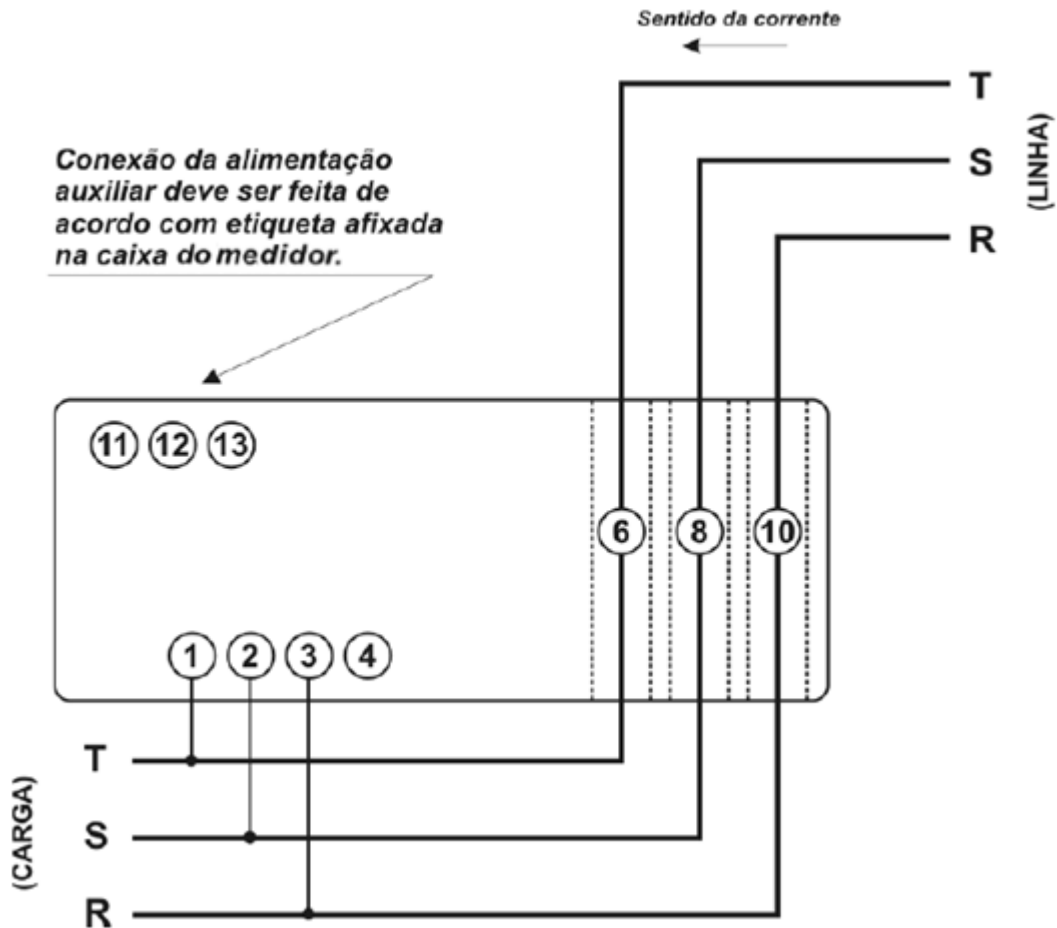 Sentido da corrente
T
S
R
(LINHA)
Conexão da alimentação
auxiliar deve ser feita de
acordo com etiqueta afixada
na caixa do medidor.
11 12 13
6 8 10
1 2 3 4
T
S
R
(CARGA)